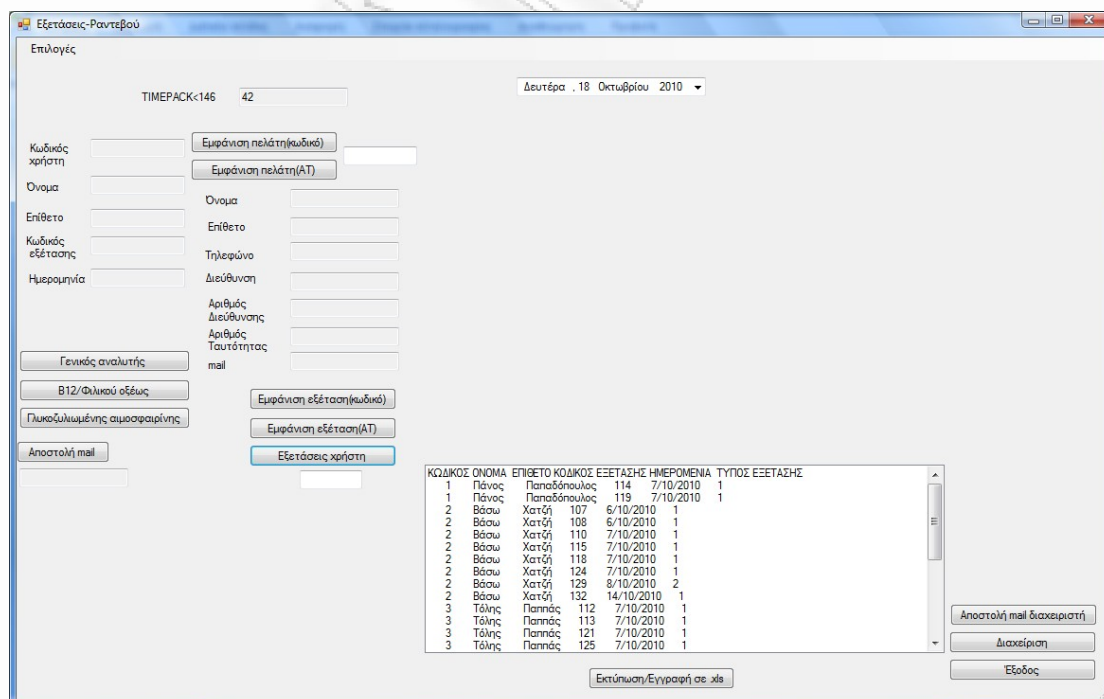 Εξετάσεις-Ραντεβού
Επιλογές
TIMEPACK<146 42
Δευτέρα , 18 Οκτωβρίου 2010
Κωδικός χρήστη
Όνομα
Επίθετο
Κωδικός εξέτασης
Ημερομηνία
Εμφάνιση πελάτη(κωδικό)
Εμφάνιση πελάτη(ΑΤ)
Όνομα
Επίθετο
Τηλεφώνο
Διεύθυνση
Αριθμός Διεύθυνσης
Αριθμός Ταυτότητας
mail
Γενικός αναλυτής
B12/Φιλικού οξέως
Γλυκοζυλιωμένης αιμοσφαιρίνης
Αποστολή mail
Εμφάνιση εξέταση(κωδικό)
Εμφάνιση εξέταση(ΑΤ)
Εξετάσεις χρήστη
ΚΩΔΙΚΟΣ ΟΝΟΜΑ ΕΠΙΘΕΤΟ ΚΟΔΙΚΟΣ ΕΞΕΤΑΣΗΣ ΗΜΕΡΟΜΕΝΙΑ ΤΥΠΟΣ ΕΞΕΤΑΣΗΣ
1 Πάνος Παπαδόπουλος 114 7/10/2010 1
1 Πάνος Παπαδόπουλος 119 7/10/2010 1
2 Βάσω Χατζή 107 6/10/2010 1
2 Βάσω Χατζή 108 6/10/2010 1
2 Βάσω Χατζή 110 7/10/2010 1
2 Βάσω Χατζή 115 7/10/2010 1
2 Βάσω Χατζή 118 7/10/2010 1
2 Βάσω Χατζή 124 7/10/2010 1
2 Βάσω Χατζή 129 8/10/2010 2
2 Βάσω Χατζή 132 14/10/2010 1
3 Τόλης Παππάς 112 7/10/2010 1
3 Τόλης Παππάς 113 7/10/2010 1
3 Τόλης Παππάς 121 7/10/2010 1
3 Τόλης Παππάς 125 7/10/2010 1
Αποστολή mail διαχειριστή
Διαχείριση
Έξοδος
Εκτύπωση/Εγγραφή σε .xls